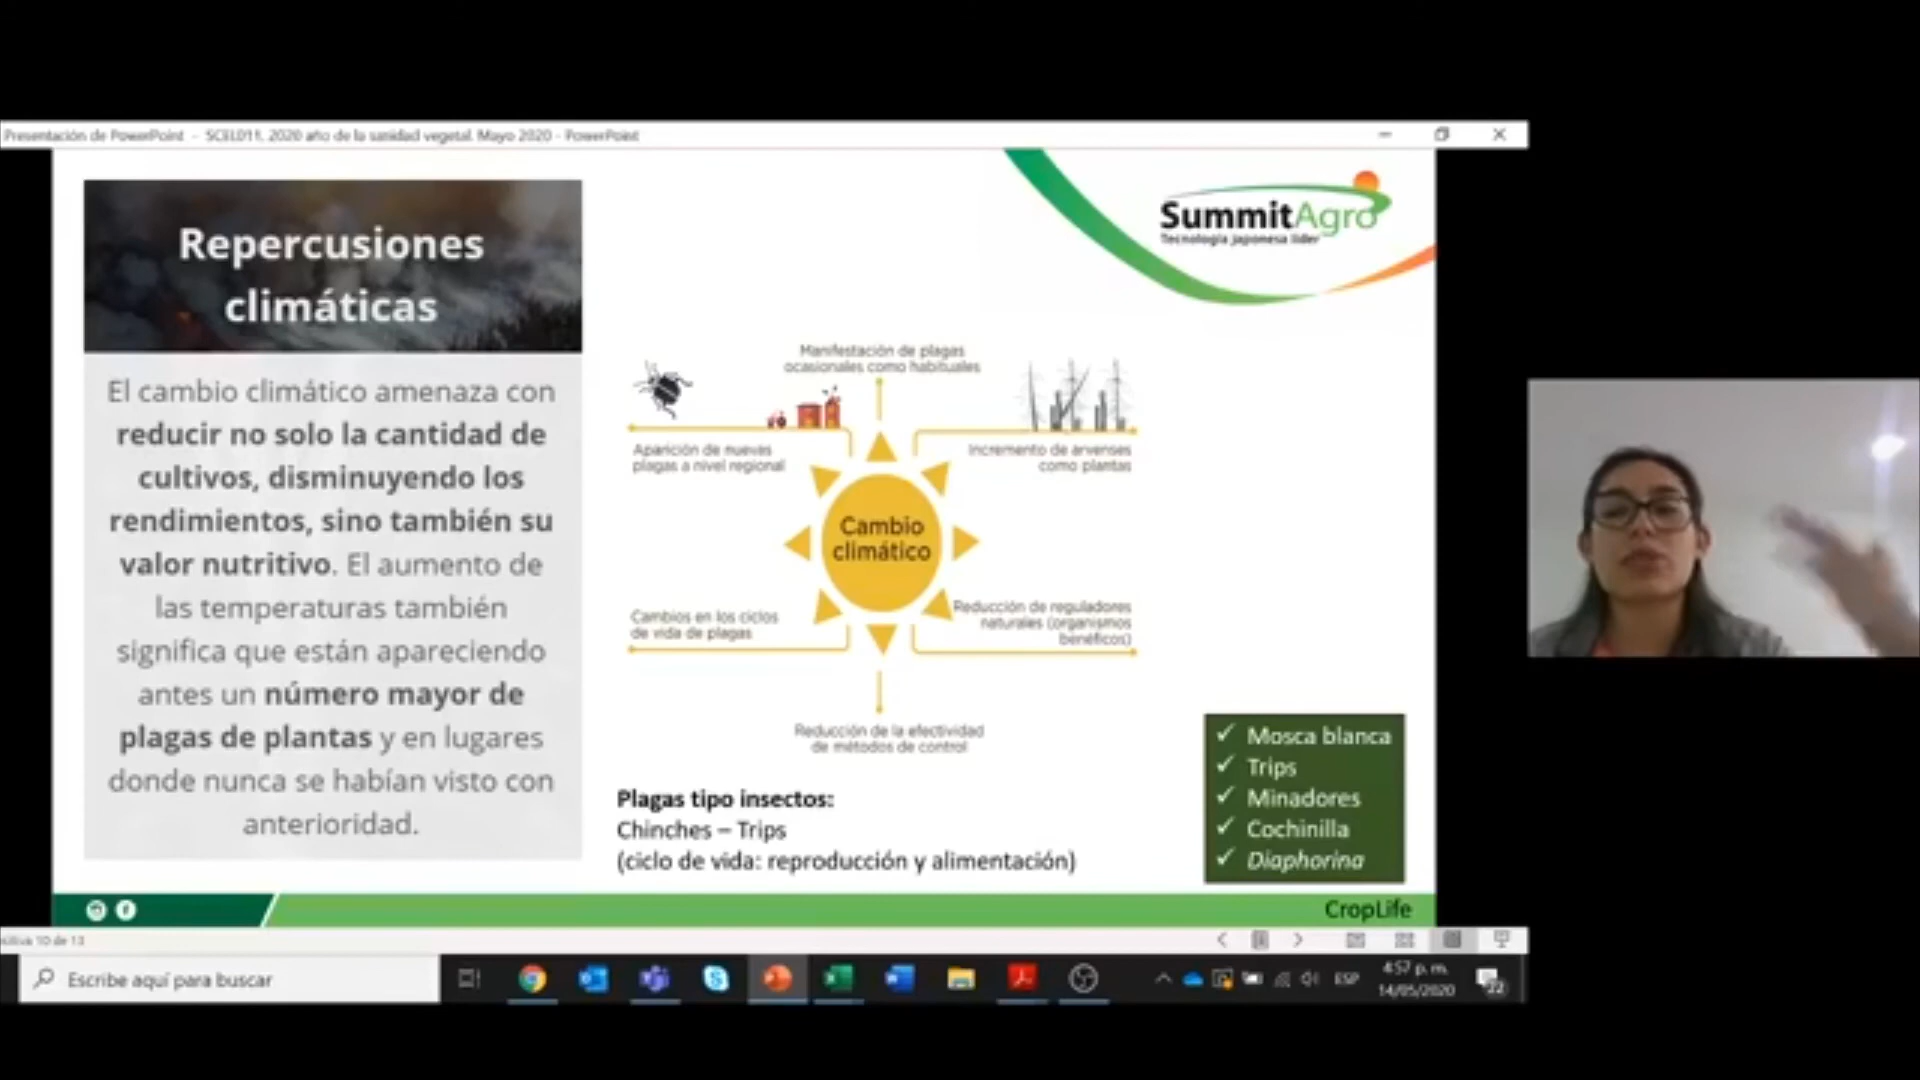 Presentación de PowerPoint - SCEL011. 2020 año de la sanidad vegetal. Mayo 2020 - PowerPoint
Repercusiones
climáticas
El cambio climático amenaza con
reducir no solo la cantidad de
cultivos, disminuyendo los
rendimientos, sino también su
valor nutritivo. El aumento de
las temperaturas también
significa que están apareciendo
antes un número mayor de
plagas de plantas y en lugares
donde nunca se habían visto con
anterioridad.
SummitAgro
Tecnología japonesa líder
Manifestación de plagas
ocasionales como habituales
Aparición de nuevas
plagas a nivel regional
Incremento de arvenses
como plantas
Cambio
climático
Cambios en los ciclos
de vida de plagas
Reducción de reguladores
naturales (organismos
benéficos)
Reducción de la efectividad
de métodos de control
Plagas tipo insectos:
Chinches – Trips
(ciclo de vida: reproducción y alimentación)
✓ Mosca blanca
✓ Trips
✓ Minadores
✓ Cochinilla
✓ Diaphorina
CropLife
10 de 13
Escribe aquí para buscar
ESP
4:57 p. m.
14/05/2020